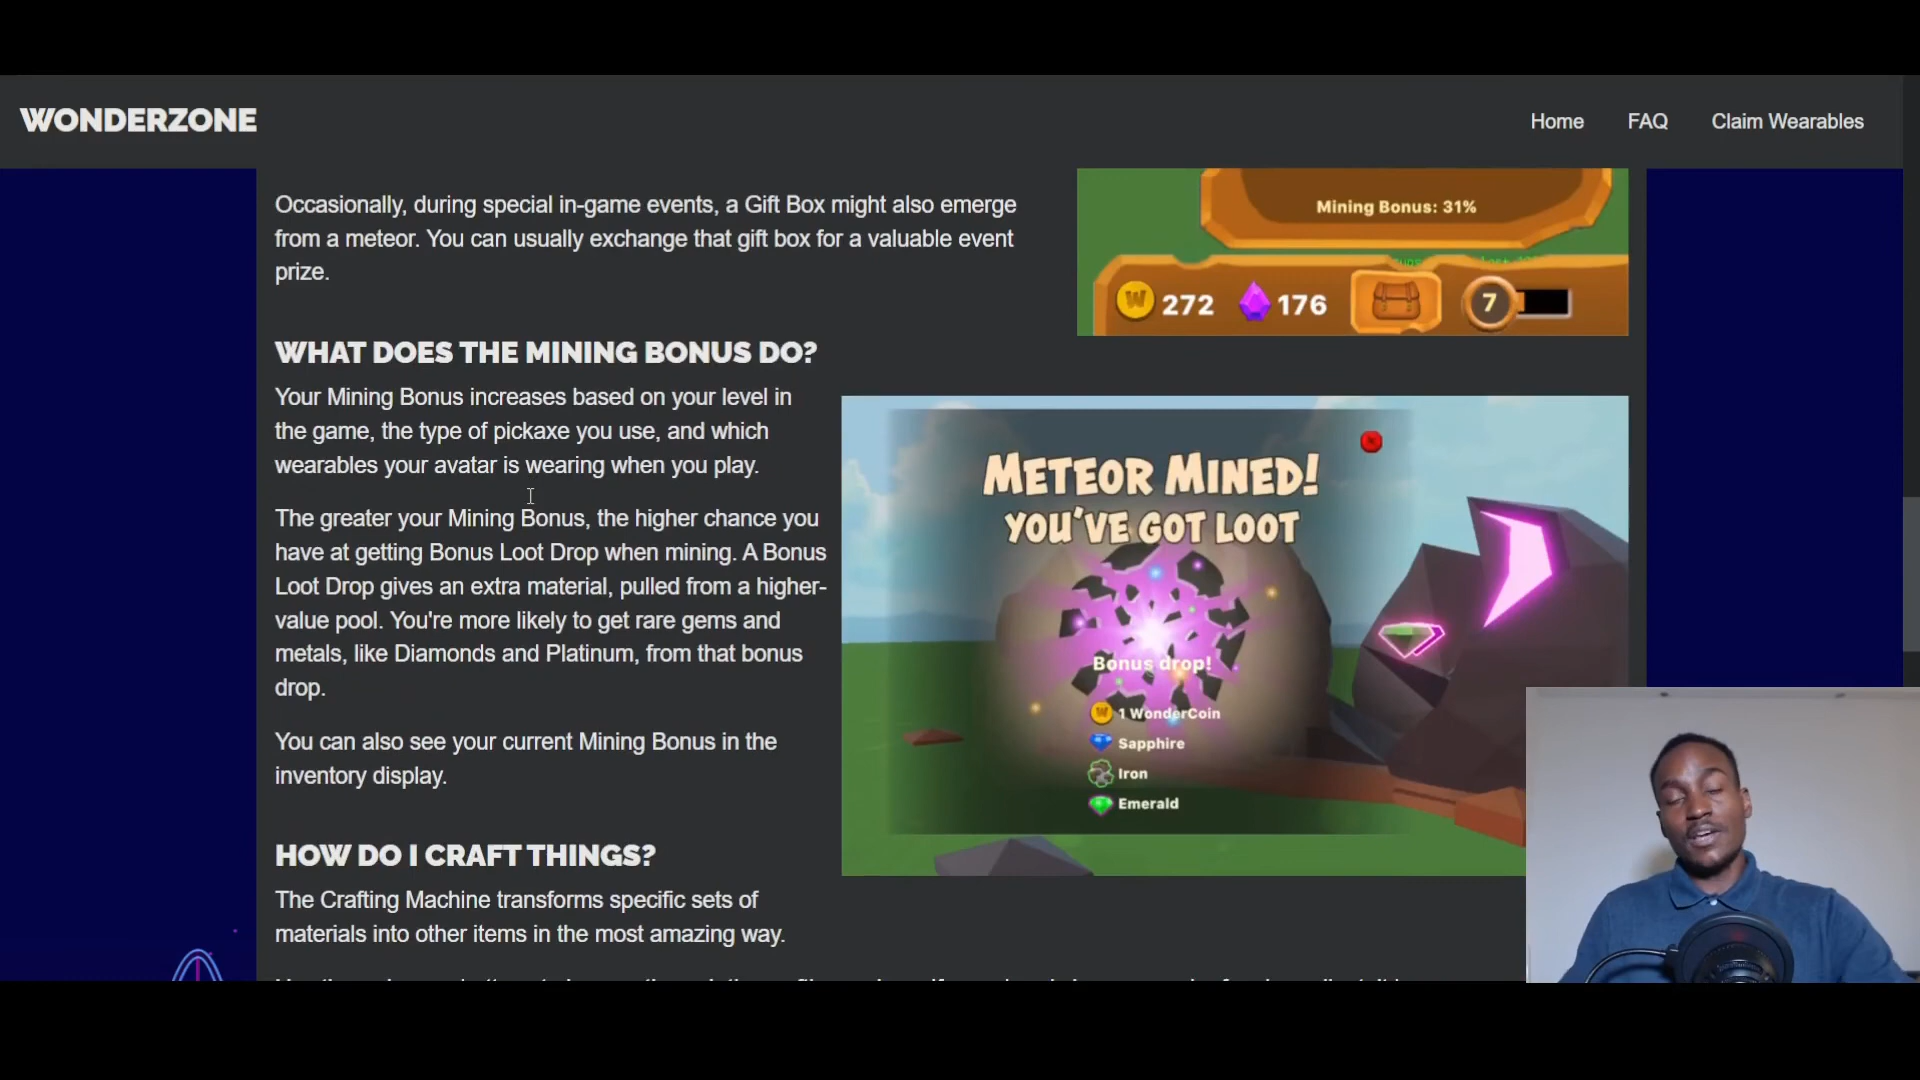 WONDERZONE
Home
FAQ
Claim Wearables
Occasionally, during special in-game events, a Gift Box might also emerge
from a meteor. You can usually exchange that gift box for a valuable event
prize.
Mining Bonus: 31%
W 272
176
7
WHAT DOES THE MINING BONUS DO?
Your Mining Bonus increases based on your level in
the game, the type of pickaxe you use, and which
wearables your avatar is wearing when you play.
The greater your Mining Bonus, the higher chance you
have at getting Bonus Loot Drop when mining. A Bonus
Loot Drop gives an extra material, pulled from a higher-
value pool. You're more likely to get rare gems and
metals, like Diamonds and Platinum, from that bonus
drop.
You can also see your current Mining Bonus in the
inventory display.
METEOR MINED!
YOU'VE GOT LOOT
Bonus drop!
W 1 WonderCoin
Sapphire
Iron
Emerald
HOW DO I CRAFT THINGS?
The Crafting Machine transforms specific sets of
materials into other items in the most amazing way.